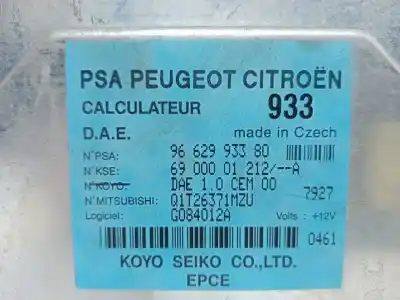 PSA PEUGEOT CITROËN
CALCULATEUR 933
D.A.E. made in Czech
N°PSA: 96 629 933 80
N°KSE: 69 000 01 212/--A
N°KOYO: DAE 1.0 CEM 00 7927
N°MITSUBISHI: Q1T26371MZU
Logiciel: G084012A Volts : +12V
0461
KOYO SEIKO CO.,LTD.
EPCE